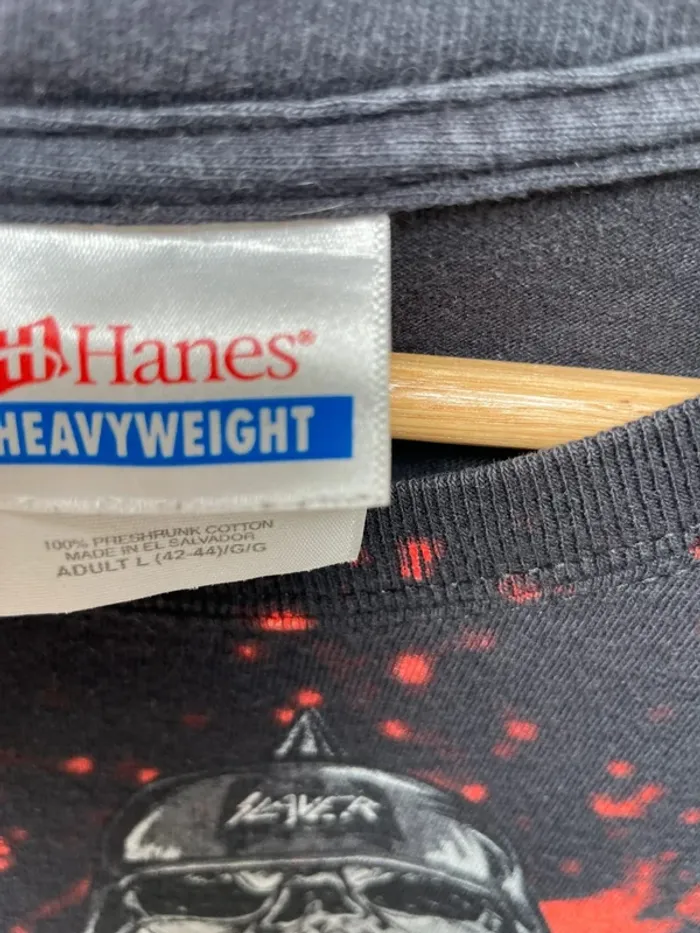 Hanes®
HEAVYWEIGHT
100% PRESHRUNK COTTON
MADE IN EL SALVADOR
ADULT L (42-44)/G/G
SLAYER